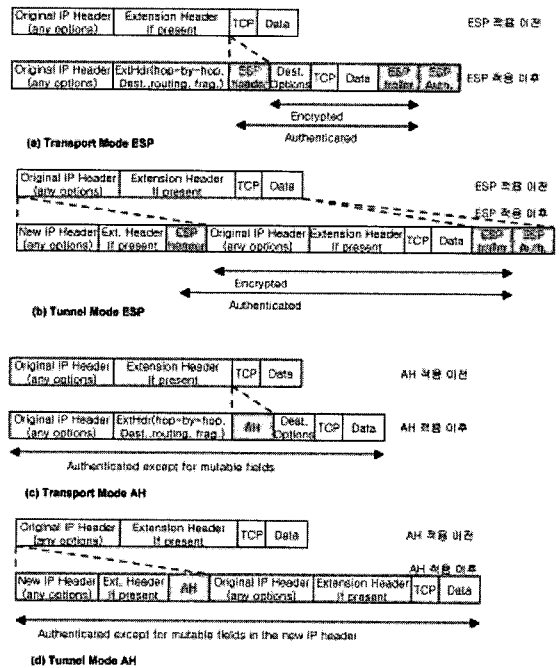 Original IP Header (any options) Extension Header if present TCP Data ESP 적용 이전
Original IP Header (any options) ExtHdr(hop-by-hop, Dest.,routing, frag.) ESP header Dest. Options TCP Data ESP trailer ESP Auth. ESP 적용 이후
Encrypted
Authenticated
(a) Transport Mode ESP
Original IP Header (any options) Extension Header if present TCP Data ESP 적용 이전
ESP 적용 이후
New IP Header (any options) Ext. Header if present ESP header Original IP Header (any options) Extension Header if present TCP Data ESP trailer ESP Auth.
Encrypted
Authenticated
(b) Tunnel Mode ESP
Original IP Header (any options) Extension Header if present TCP Data AH 적용 이전
Original IP Header (any options) ExtHdr(hop-by-hop, Dest.,routing, frag.) AH Dest. Options TCP Data AH 적용 이후
Authenticated except for mutable fields
(c) Transport Mode AH
Original IP Header (any options) Extension Header if present TCP Data AH 적용 이전
AH 적용 이후
New IP Header (any options) Ext. Header if present AH Original IP Header (any options) Extension Header if present TCP Data
Authenticated except for mutable fields in the new IP header
(d) Tunnel Mode AH